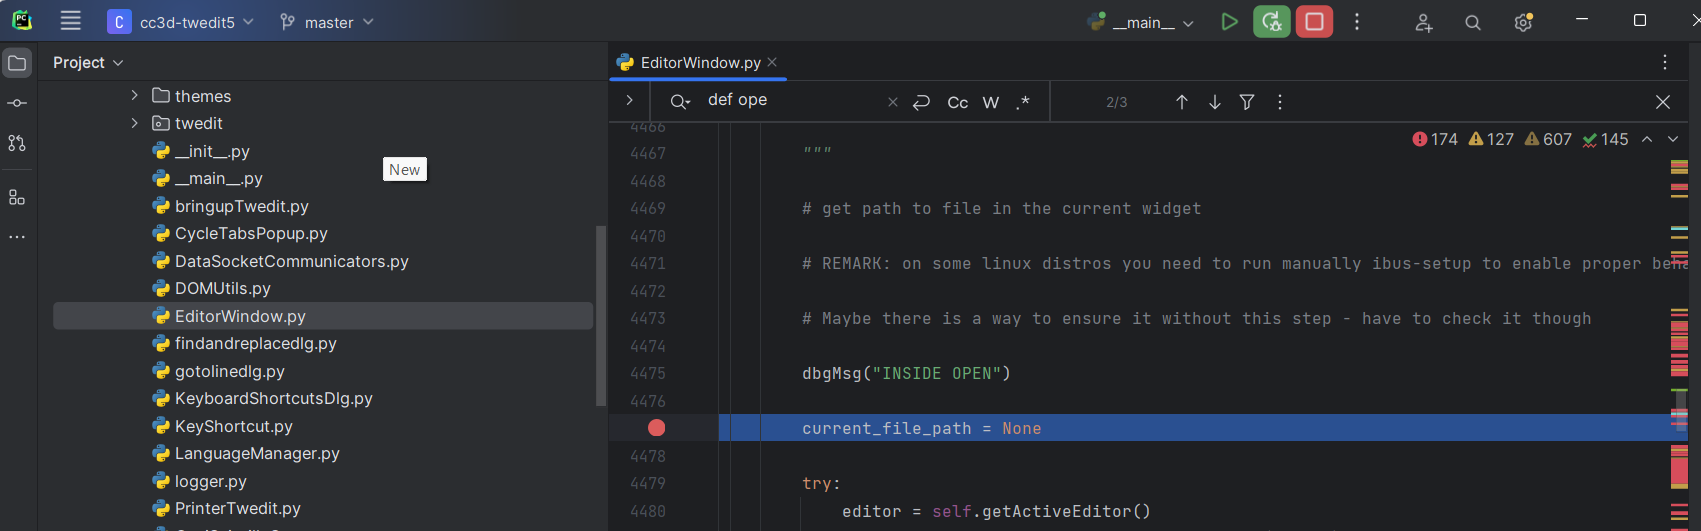 PC
C cc3d-twedit5 master __main__
Project
EditorWindow.py
themes
twedit
__init__.py
__main__.py
bringupTwedit.py
CycleTabsPopup.py
DataSocketCommunicators.py
DOMUtils.py
EditorWindow.py
findandreplacedlg.py
gotolinedlg.py
KeyboardShortcutsDlg.py
KeyShortcut.py
LanguageManager.py
logger.py
PrinterTwedit.py
New
def ope Cc W .* 2/3
174 127 607 145
4466
4467 """
4468
4469 # get path to file in the current widget
4470
4471 # REMARK: on some linux distros you need to run manually ibus-setup to enable proper beha
4472
4473 # Maybe there is a way to ensure it without this step - have to check it though
4474
4475 dbgMsg("INSIDE OPEN")
4476
current_file_path = None
4478
4479 try:
4480 editor = self.getActiveEditor()